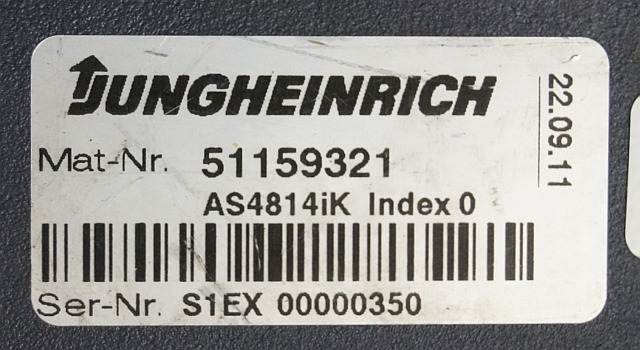 JUNGHEINRICH
22.09.11
Mat-Nr. 51159321
AS4814iK Index 0
Ser-Nr. S1EX 00000350